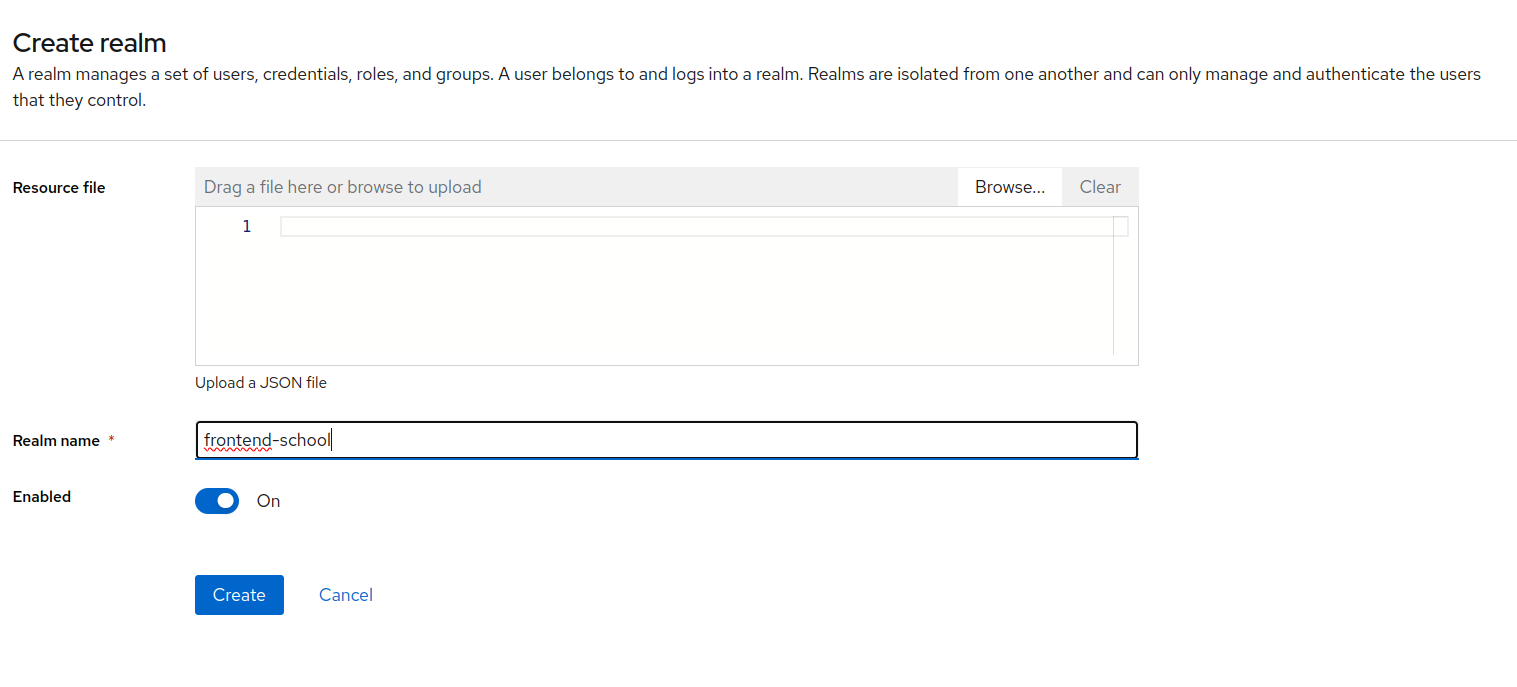 Create realm
A realm manages a set of users, credentials, roles, and groups. A user belongs to and logs into a realm. Realms are isolated from one another and can only manage and authenticate the users
that they control.
Resource file
Drag a file here or browse to upload
Browse...
Clear
1
Upload a JSON file
Realm name *
frontend-school
Enabled
On
Create
Cancel